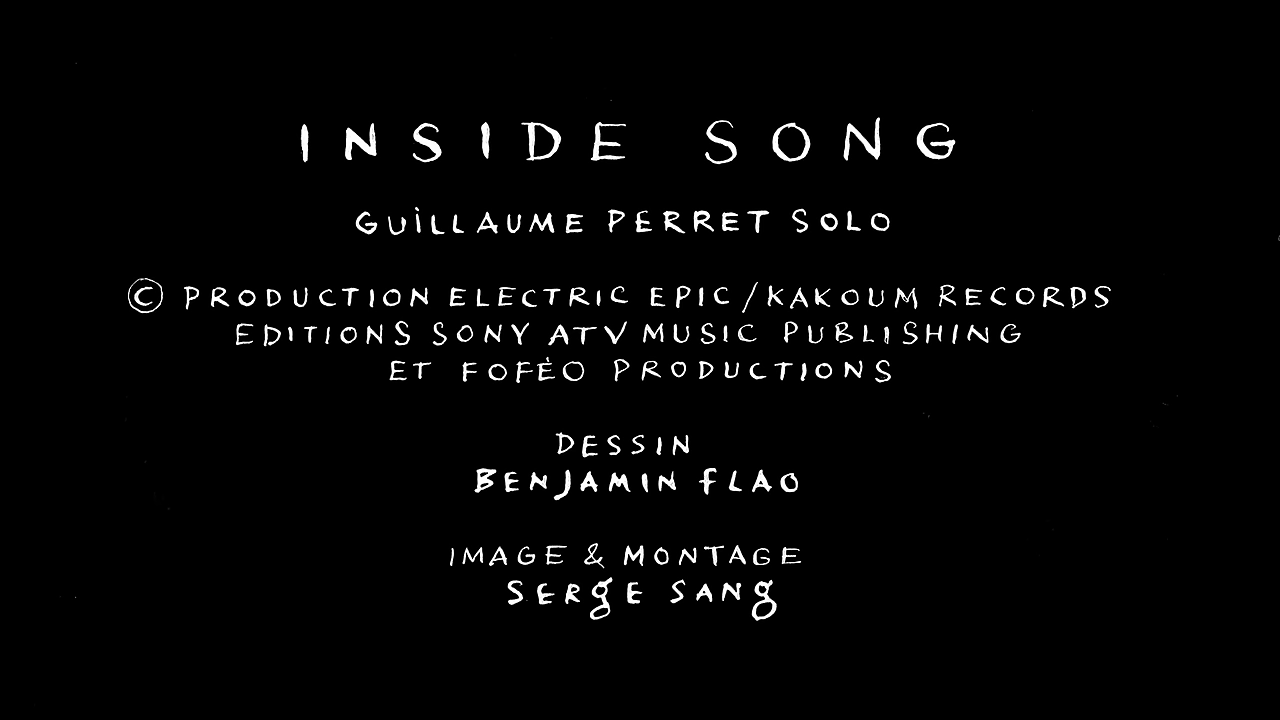 INSIDE SONG
GUiLLAUME PERRET SOLO
© PRODUCTION ELECTRIC EPIC/KAKOUM RECORDS
EDITIONS SONY ATV MUSIC PUBLISHING
ET FOFÈO PRODUCTIONS
DESSIN
BENJAMIN FLAO
IMAGE & MONTAGE
SERgE SANg